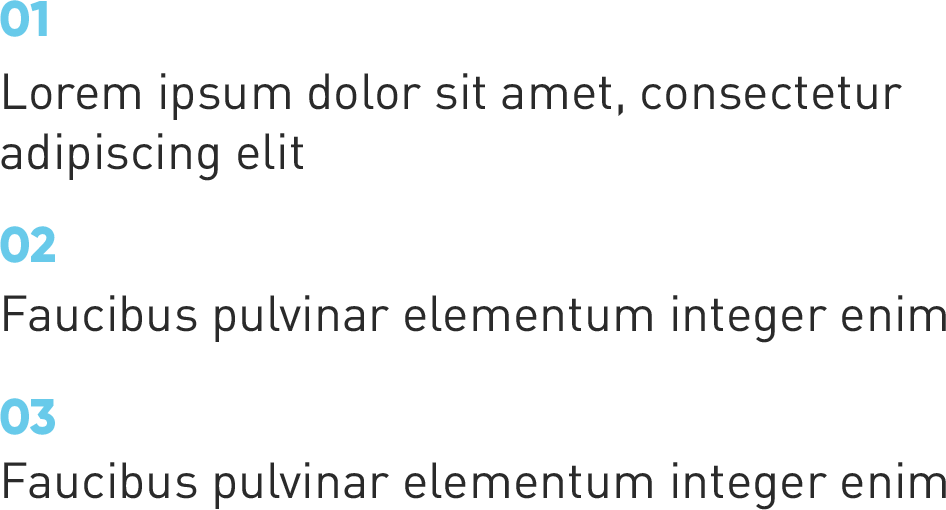 01
Lorem ipsum dolor sit amet, consectetur
adipiscing elit
02
Faucibus pulvinar elementum integer enim
03
Faucibus pulvinar elementum integer enim